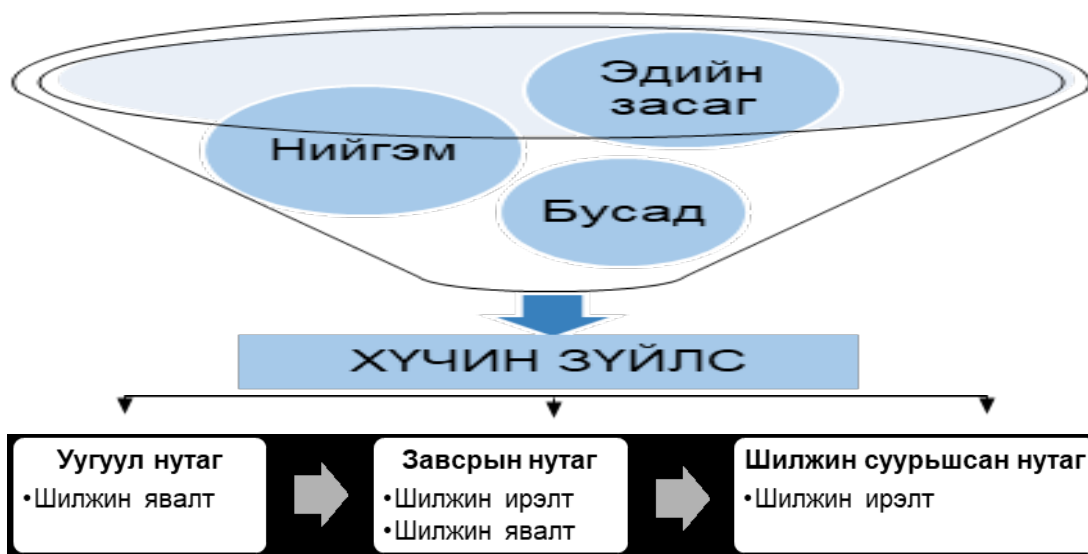 Эдийн
засаг
Нийгэм
Бусад
ХҮЧИН ЗҮЙЛС
Уугуул нутаг
•Шилжин явалт
Завсрын нутаг
•Шилжин ирэлт
•Шилжин явалт
Шилжин суурьшсан нутаг
•Шилжин ирэлт